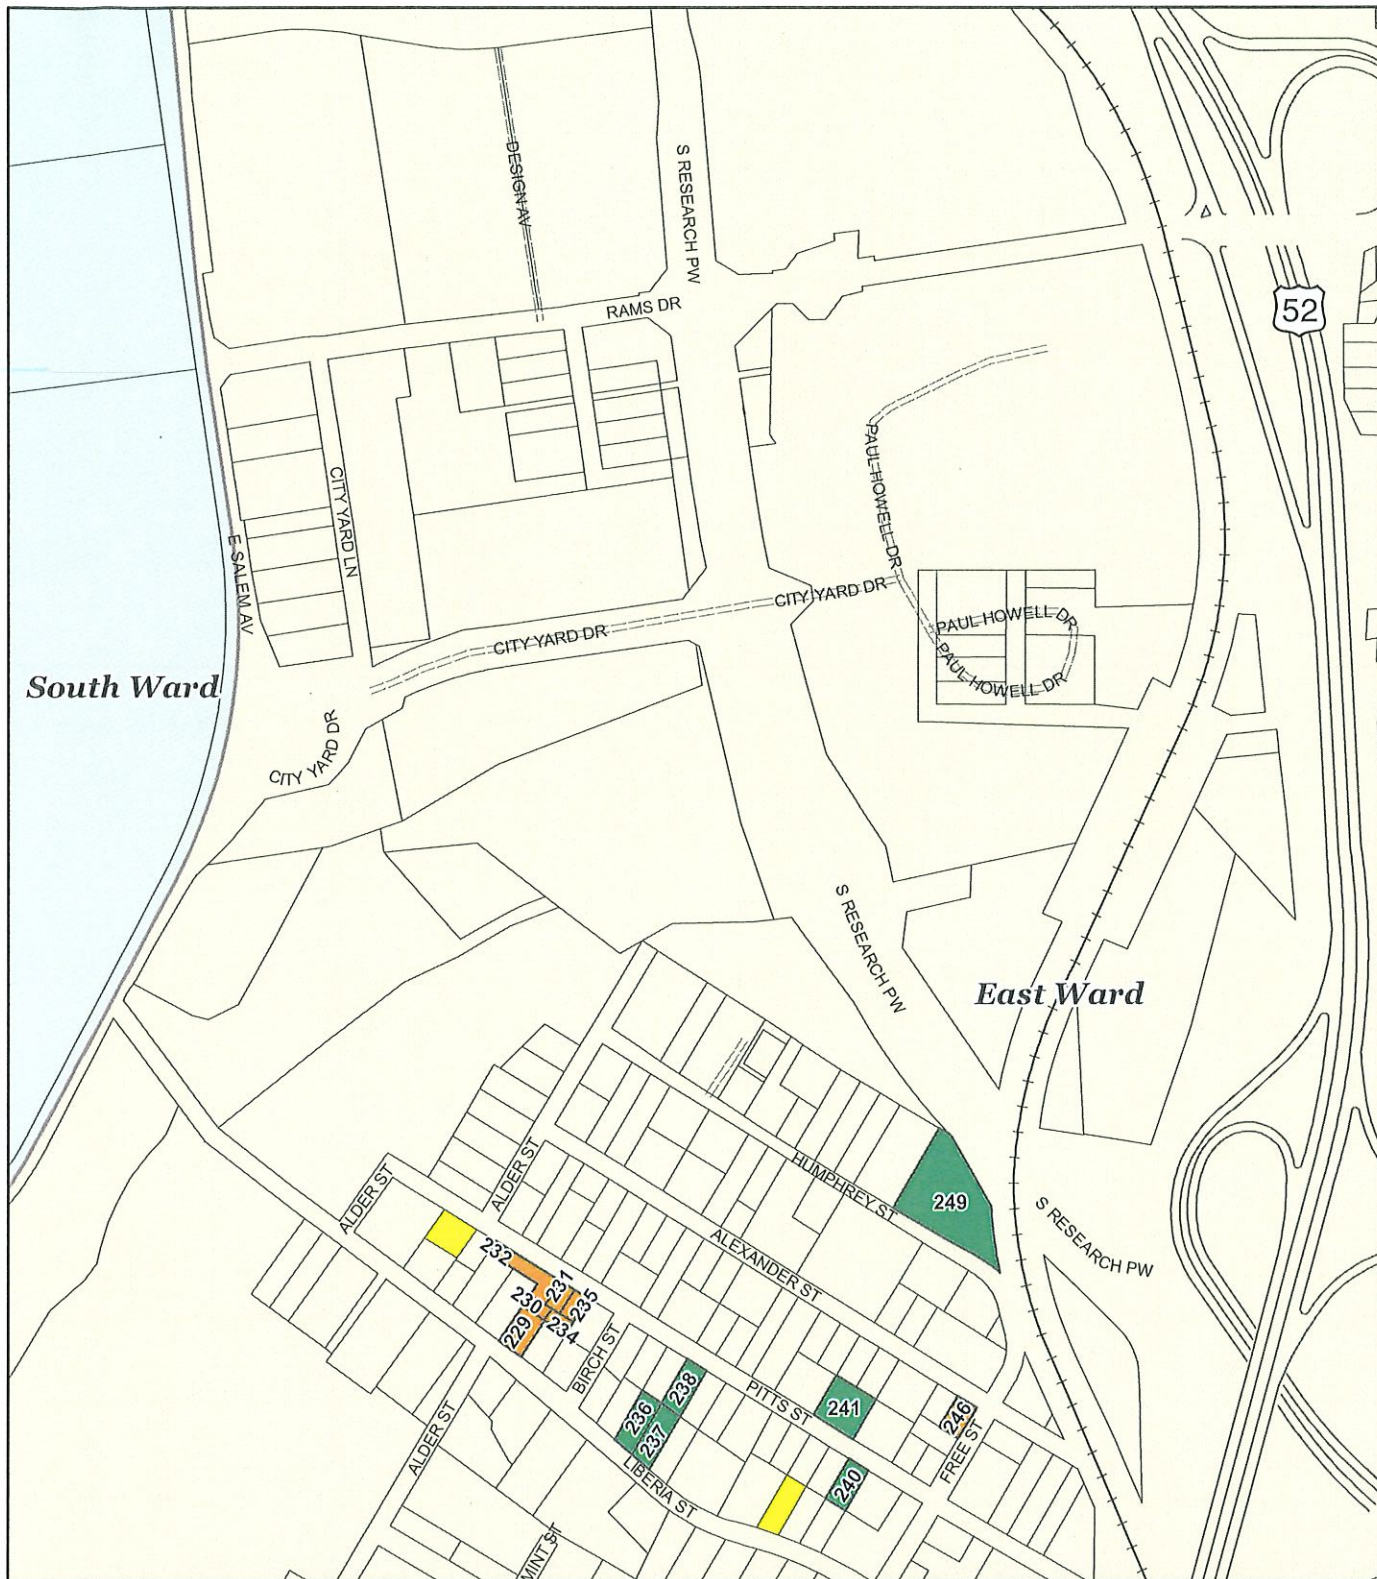 DESIGN AV
S RESEARCH PW
RAMS DR
52
CITY YARD LN
PAUL HOWELL DR
E SALEM AV
CITY YARD DR
CITY YARD DR
PAUL HOWELL DR
PAUL HOWELL DR
South Ward
CITY YARD DR
S RESEARCH PW
East Ward
ALDER ST
ALDER ST
HUMPHREY ST
249
S RESEARCH PW
ALEXANDER ST
232
231
235
230
229
234
BIRCH ST
238
PITTS ST
241
246
236
237
FREE ST
ALDER ST
LIBERIA ST
240
MINT ST